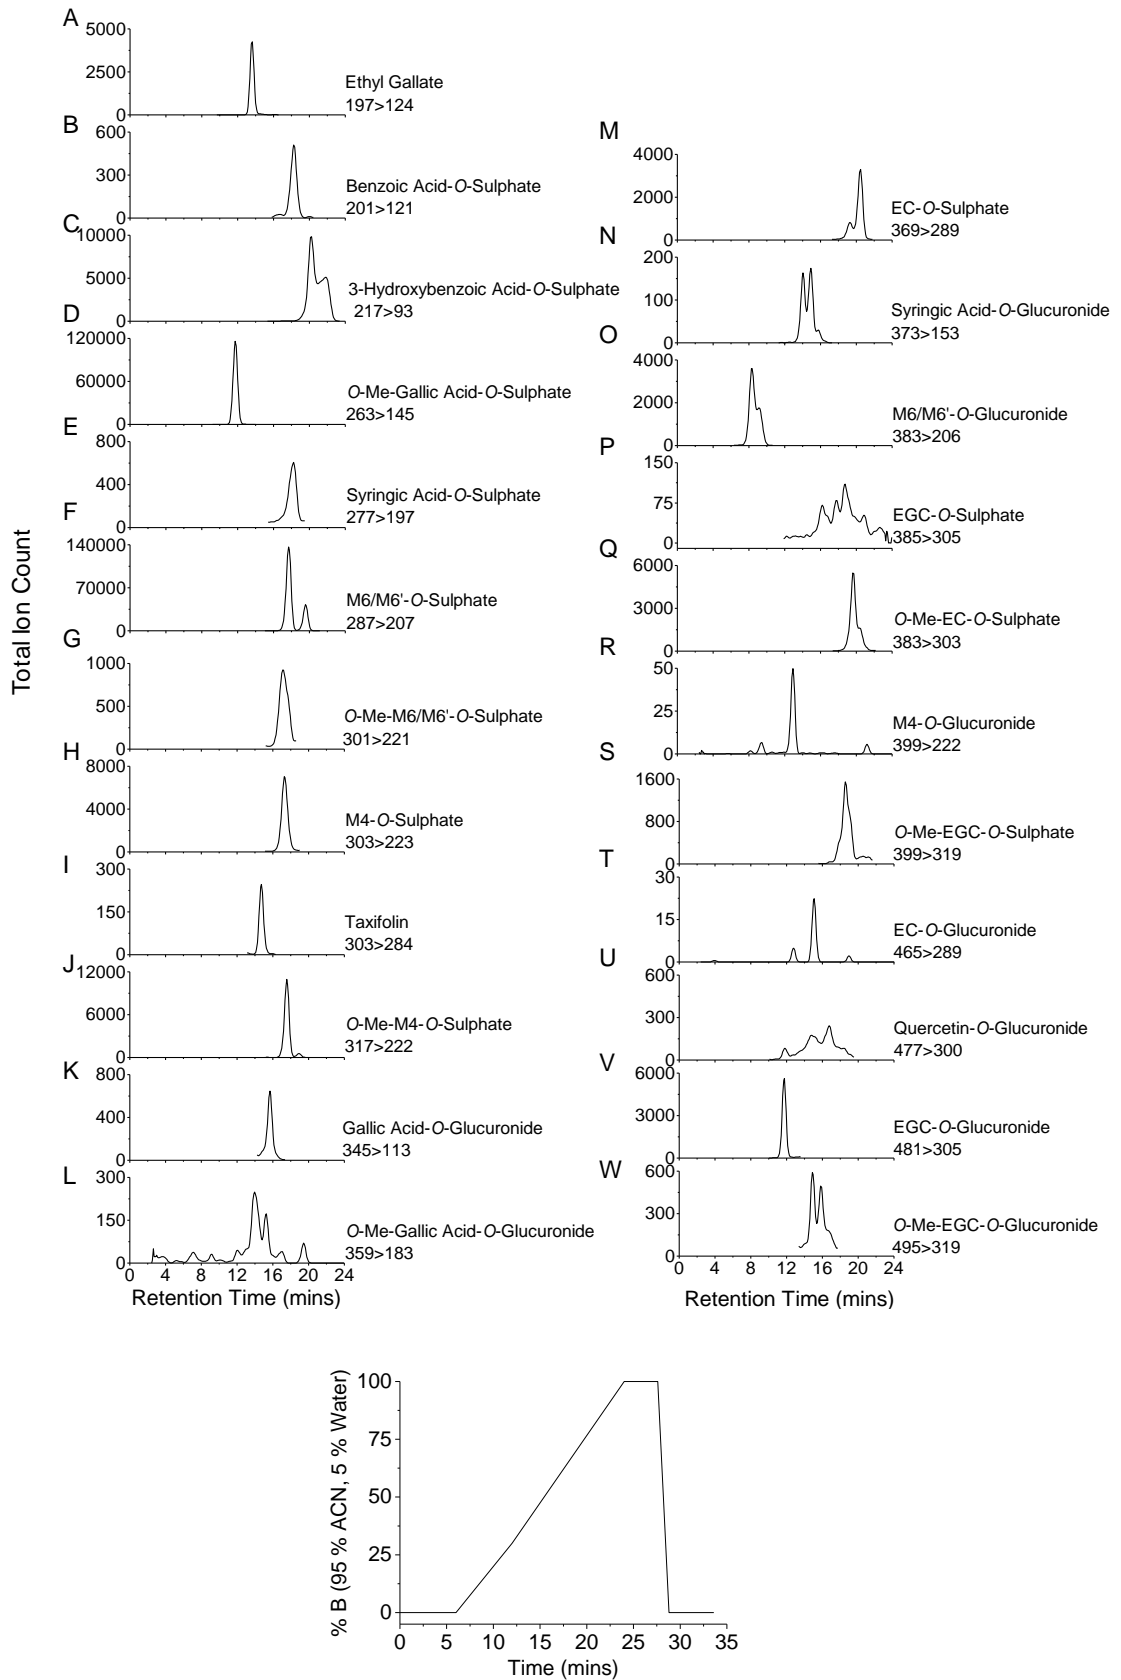 Total Ion Count
A
5000
2500
0
Ethyl Gallate
197>124
B
600
300
0
Benzoic Acid-O-Sulphate
201>121
C
10000
5000
0
3-Hydroxybenzoic Acid-O-Sulphate
217>93
D
120000
60000
0
O-Me-Gallic Acid-O-Sulphate
263>145
E
800
400
0
Syringic Acid-O-Sulphate
277>197
F
140000
70000
0
M6/M6'-O-Sulphate
287>207
G
1000
500
0
O-Me-M6/M6'-O-Sulphate
301>221
H
8000
4000
0
M4-O-Sulphate
303>223
I
300
150
0
Taxifolin
303>284
J
12000
6000
0
O-Me-M4-O-Sulphate
317>222
K
800
400
0
Gallic Acid-O-Glucuronide
345>113
L
300
150
0
O-Me-Gallic Acid-O-Glucuronide
359>183
0 4 8 12 16 20 24
Retention Time (mins)
M
4000
2000
0
EC-O-Sulphate
369>289
N
200
100
0
Syringic Acid-O-Glucuronide
373>153
O
4000
2000
0
M6/M6'-O-Glucuronide
383>206
P
150
75
0
EGC-O-Sulphate
385>305
Q
6000
3000
0
O-Me-EC-O-Sulphate
383>303
R
50
25
0
M4-O-Glucuronide
399>222
S
1600
800
0
O-Me-EGC-O-Sulphate
399>319
T
30
15
0
EC-O-Glucuronide
465>289
U
600
300
0
Quercetin-O-Glucuronide
477>300
V
6000
3000
0
EGC-O-Glucuronide
481>305
W
600
300
0
O-Me-EGC-O-Glucuronide
495>319
0 4 8 12 16 20 24
Retention Time (mins)
% B (95 % ACN, 5 % Water)
100
75
50
25
0
0 5 10 15 20 25 30 35
Time (mins)